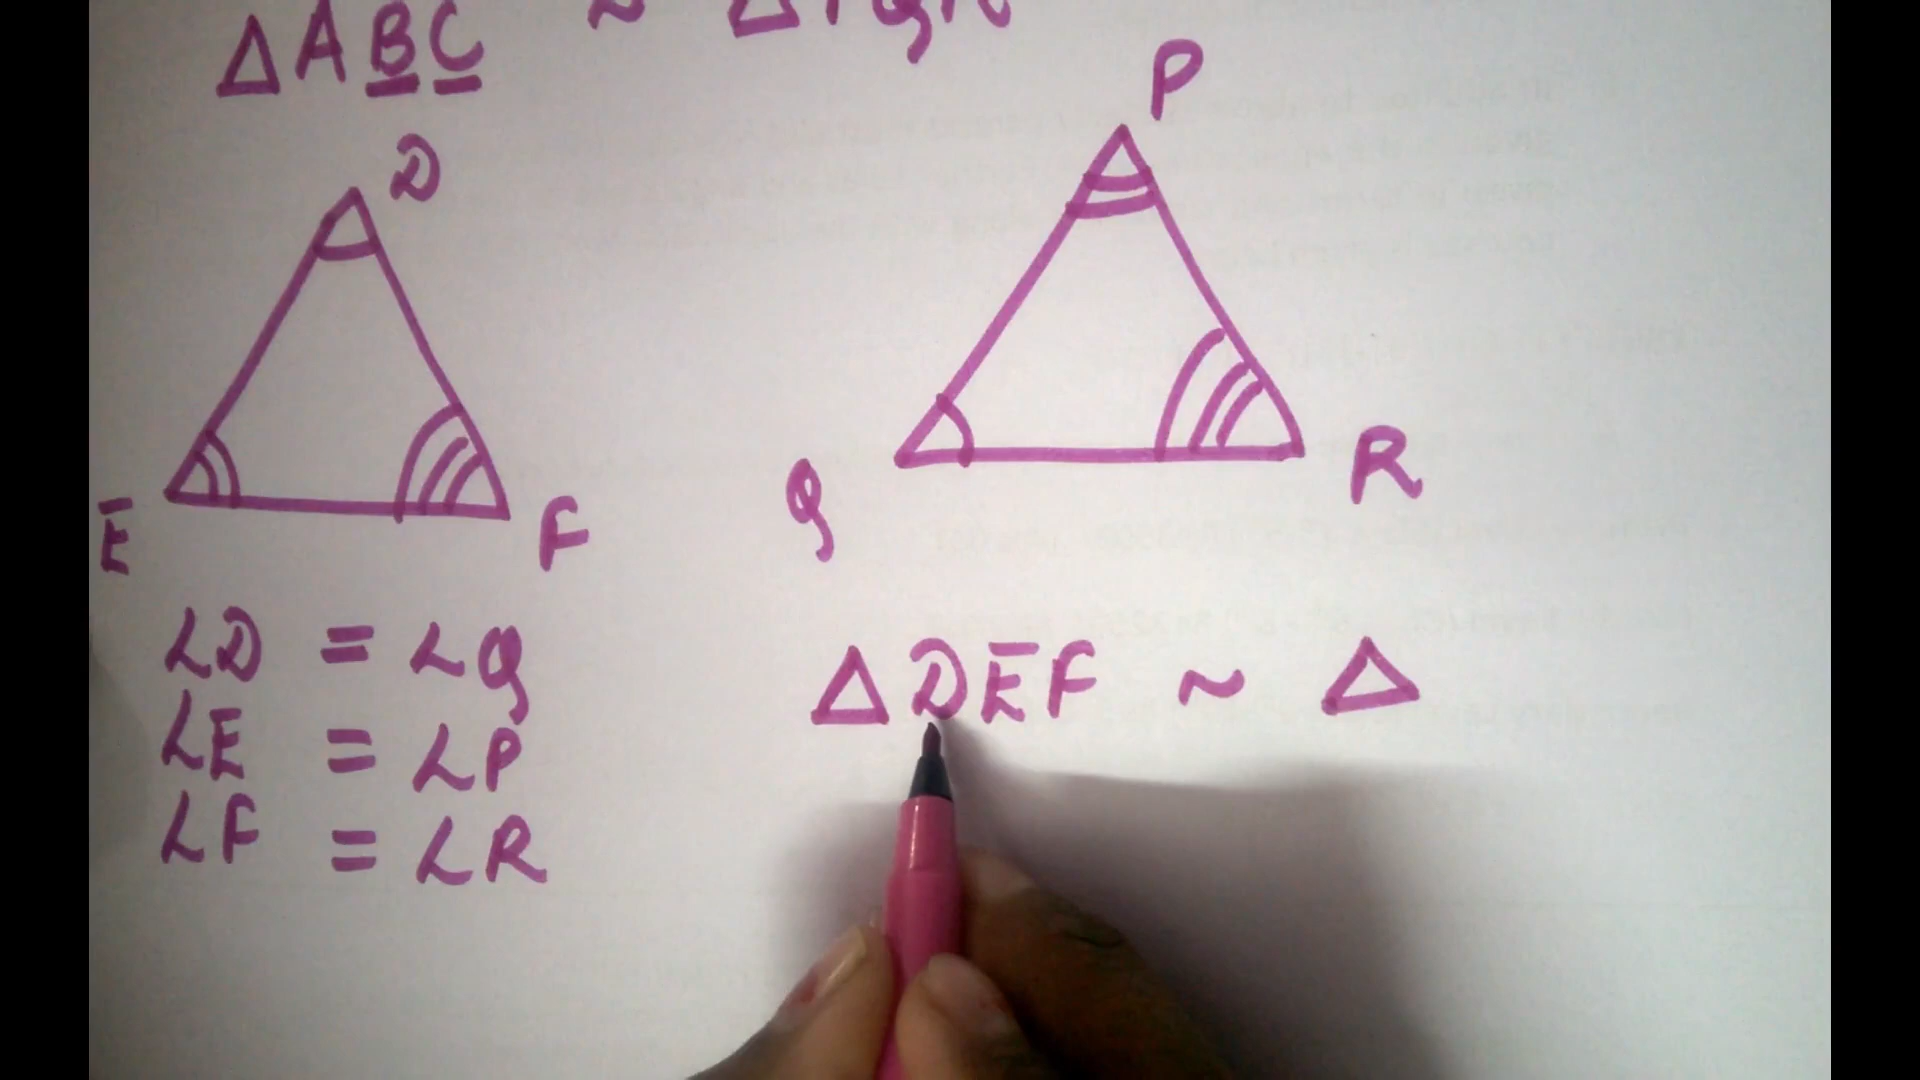 ΔABC ~ ΔPQR
D
P
E
F
Q
R
∠D = ∠Q
∠E = ∠P
∠F = ∠R
ΔDEF ~ Δ